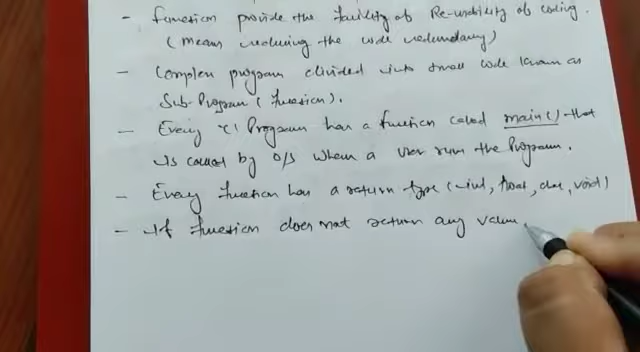 - Function provide the facility of Re-usability of coding.
(means reducing the code redundancy)
- Complex program divided into small code known as
Sub-Program (function).
- Every 'C' Program has a function called main() that
is called by O/S when a user run the Program.
- Every function has a return type (int, float, char, void)
- If function does not return any value,